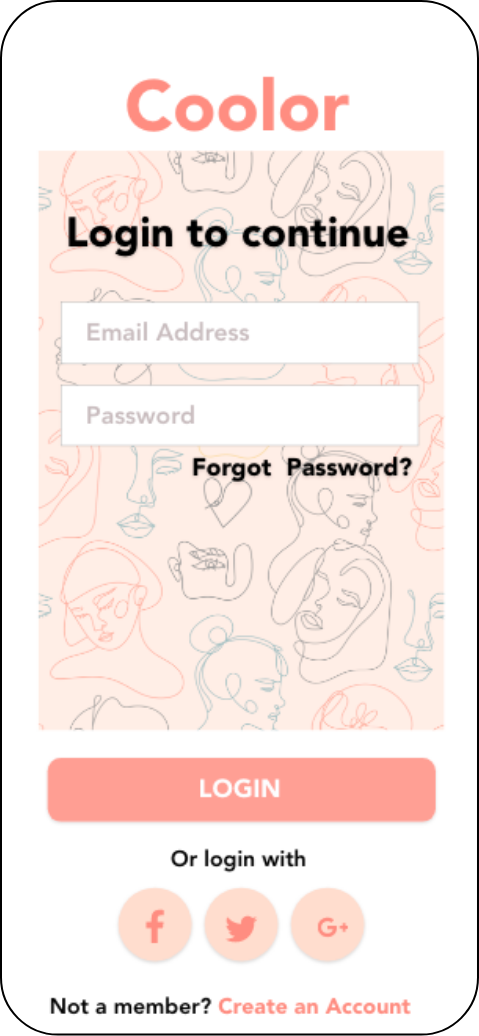 Coolor
Login to continue
Email Address
Password
Forgot Password?
LOGIN
Or login with
f
G+
Not a member? Create an Account